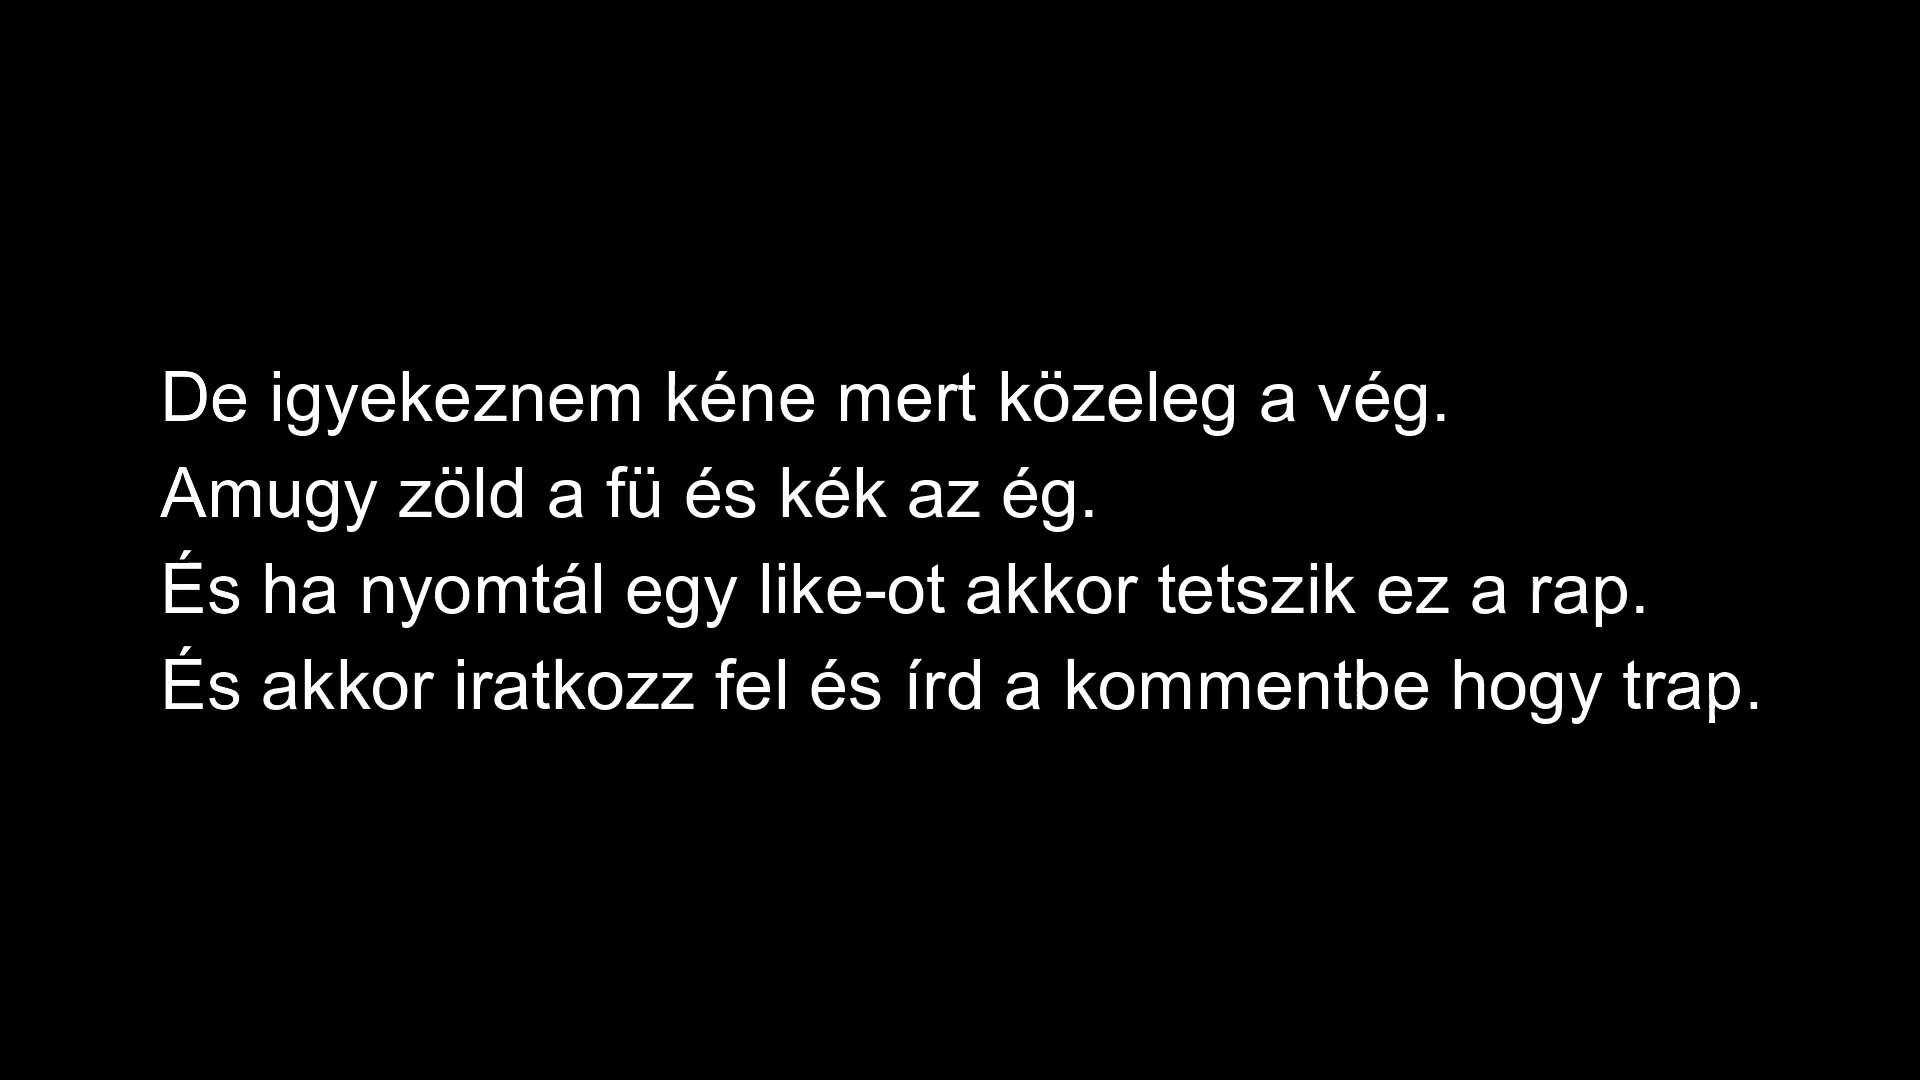 De igyekeznem kéne mert közeleg a vég.
Amugy zöld a fü és kék az ég.
És ha nyomtál egy like-ot akkor tetszik ez a rap.
És akkor iratkozz fel és írd a kommentbe hogy trap.